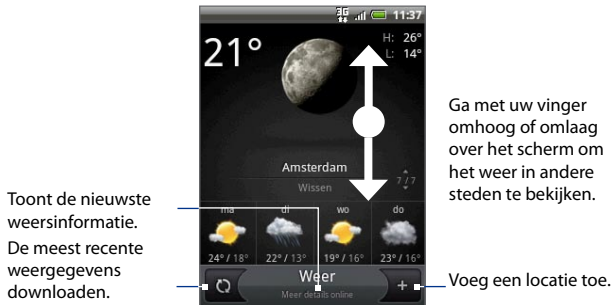 3G 11:37
21°
H: 26°
L: 14°
Amsterdam
Wissen
7/7
ma di wo do
24° / 18° 22° / 13° 19° / 16° 23° / 16°
Weer
Meer details online
+
Toont de nieuwste
weersinformatie.
De meest recente
weergegevens
downloaden.
Ga met uw vinger
omhoog of omlaag
over het scherm om
het weer in andere
steden te bekijken.
Voeg een locatie toe.